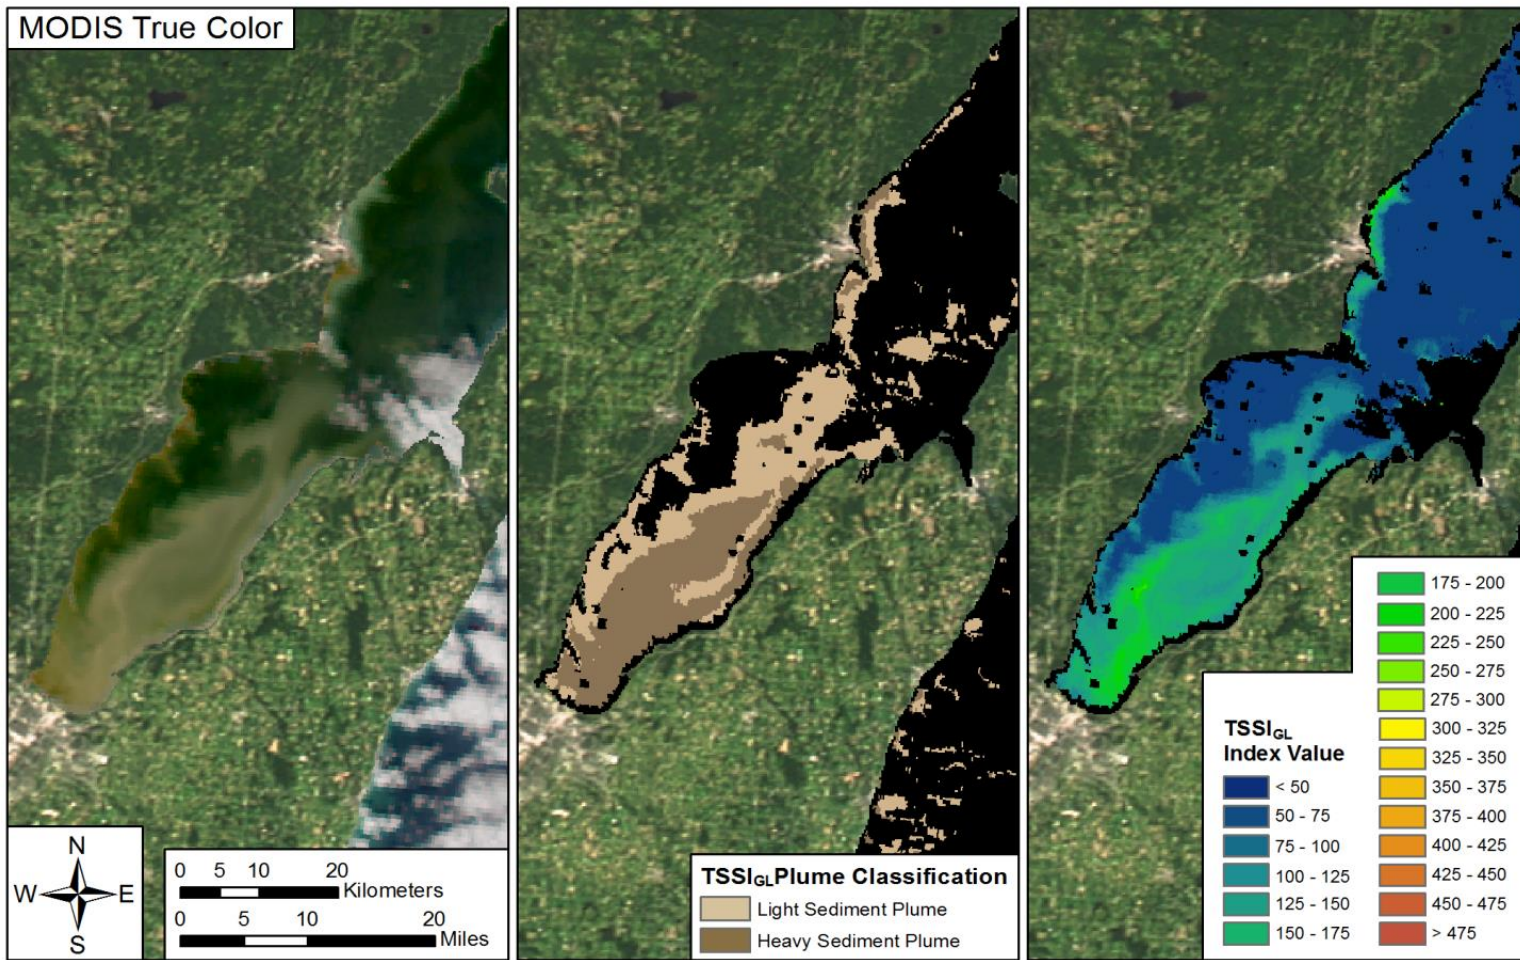 MODIS True Color
N
W E
S
0 5 10 20
Kilometers
0 5 10 20
Miles
TSSIGL Plume Classification
Light Sediment Plume
Heavy Sediment Plume
TSSIGL
Index Value
< 50
50 - 75
75 - 100
100 - 125
125 - 150
150 - 175
175 - 200
200 - 225
225 - 250
250 - 275
275 - 300
300 - 325
325 - 350
350 - 375
375 - 400
400 - 425
425 - 450
450 - 475
> 475